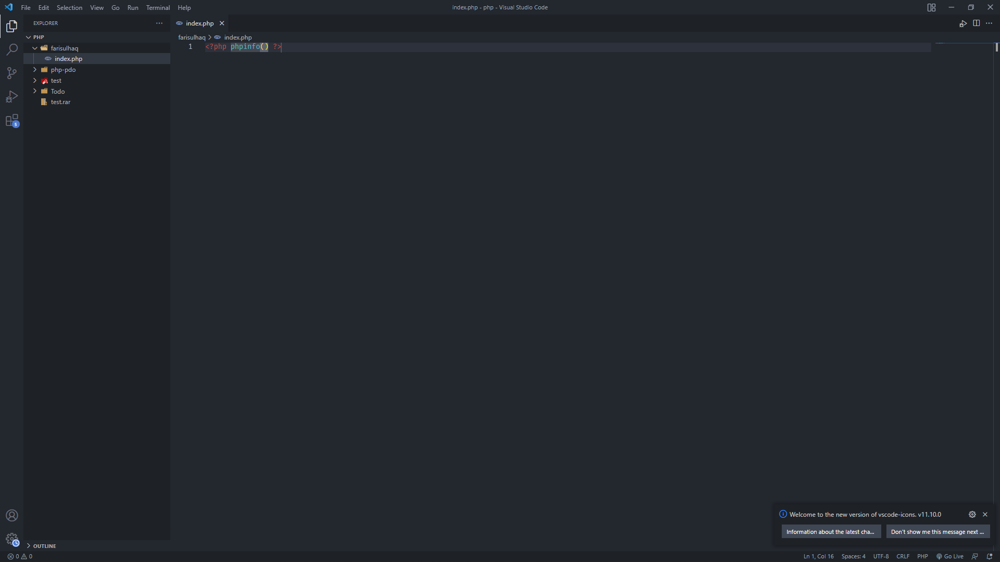 File Edit Selection View Go Run Terminal Help
index.php - php - Visual Studio Code
EXPLORER
index.php
PHP
farisulhaq
index.php
php-pdo
test
Todo
test.rar
farisulhaq > index.php
1 <?php phpinfo() ?>
5
Welcome to the new version of vscode-icons. v11.10.0
Information about the latest cha...
Don't show me this message next ...
OUTLINE
0 0
Ln 1, Col 16 Spaces: 4 UTF-8 CRLF PHP Go Live